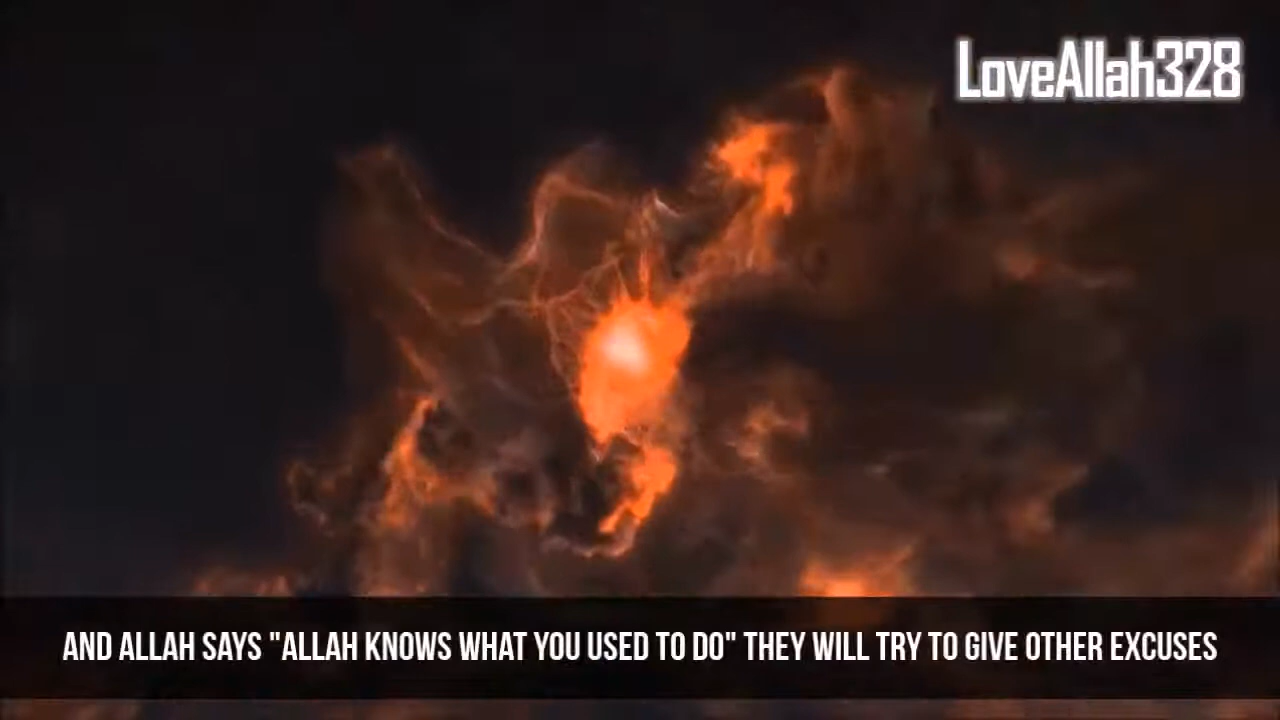 LoveAllah328
AND ALLAH SAYS "ALLAH KNOWS WHAT YOU USED TO DO" THEY WILL TRY TO GIVE OTHER EXCUSES